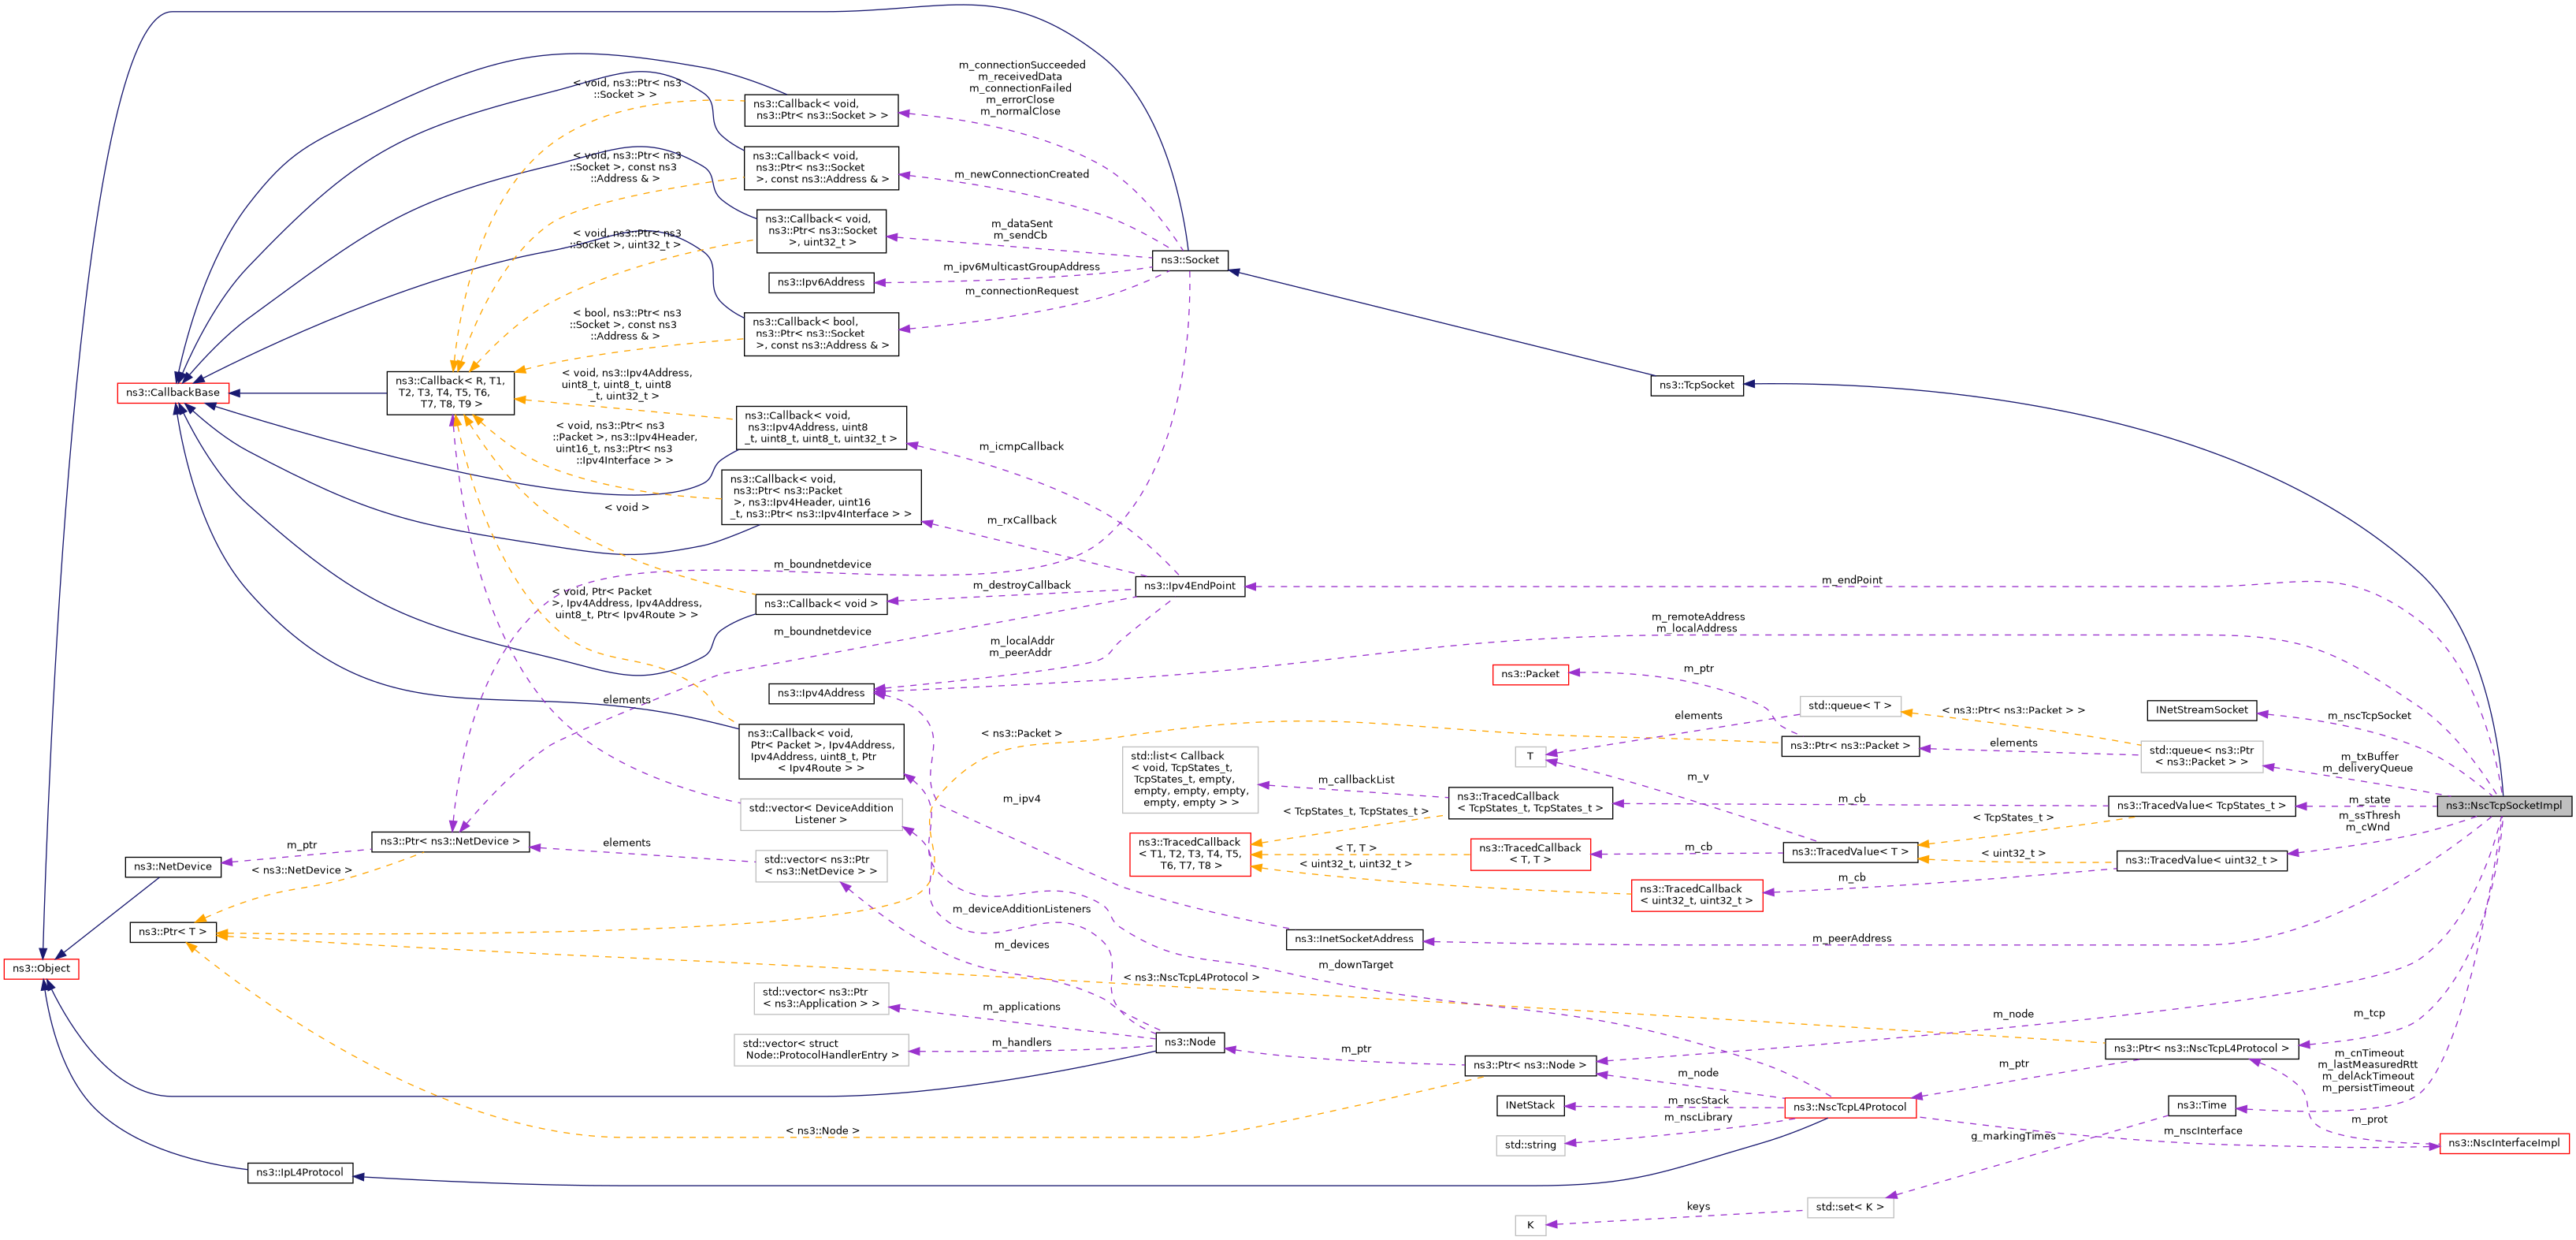 m_connectionSucceeded
m_receivedData
m_connectionFailed
m_errorClose
m_normalClose
< void, ns3::Ptr< ns3
::Socket > >
ns3::Callback< void,
ns3::Ptr< ns3::Socket > >
< void, ns3::Ptr< ns3
::Socket >, const ns3
::Address & >
ns3::Callback< void,
ns3::Ptr< ns3::Socket
>, const ns3::Address & >
m_newConnectionCreated
< void, ns3::Ptr< ns3
::Socket >, uint32_t >
ns3::Callback< void,
ns3::Ptr< ns3::Socket
>, uint32_t >
m_dataSent
m_sendCb
ns3::Socket
ns3::Ipv6Address
m_ipv6MulticastGroupAddress
m_connectionRequest
< bool, ns3::Ptr< ns3
::Socket >, const ns3
::Address & >
ns3::Callback< bool,
ns3::Ptr< ns3::Socket
>, const ns3::Address & >
ns3::CallbackBase
ns3::Callback< R, T1,
T2, T3, T4, T5, T6,
T7, T8, T9 >
ns3::TcpSocket
< void, ns3::Ipv4Address,
uint8_t, uint8_t, uint8
_t, uint32_t >
ns3::Callback< void,
ns3::Ipv4Address, uint8
_t, uint8_t, uint8_t, uint32_t >
m_icmpCallback
< void, ns3::Ptr< ns3
::Packet >, ns3::Ipv4Header,
uint16_t, ns3::Ptr< ns3
::Ipv4Interface > >
ns3::Callback< void,
ns3::Ptr< ns3::Packet
>, ns3::Ipv4Header, uint16
_t, ns3::Ptr< ns3::Ipv4Interface > >
m_rxCallback
< void >
m_boundnetdevice
m_destroyCallback
ns3::Ipv4EndPoint
m_endPoint
< void, Ptr< Packet
>, Ipv4Address, Ipv4Address,
uint8_t, Ptr< Ipv4Route > >
ns3::Callback< void >
m_boundnetdevice
m_localAddr
m_peerAddr
m_remoteAddress
m_localAddress
ns3::Packet
m_ptr
elements
ns3::Ipv4Address
elements
std::queue< T >
< ns3::Ptr< ns3::Packet > >
INetStreamSocket
m_nscTcpSocket
ns3::Callback< void,
Ptr< Packet >, Ipv4Address,
Ipv4Address, uint8_t, Ptr
< Ipv4Route > >
< ns3::Packet >
T
ns3::Ptr< ns3::Packet >
elements
std::queue< ns3::Ptr
< ns3::Packet > >
m_txBuffer
m_deliveryQueue
std::list< Callback
< void, TcpStates_t,
TcpStates_t, empty,
empty, empty, empty,
empty, empty > >
m_callbackList
m_v
std::vector< DeviceAddition
Listener >
m_ipv4
ns3::TracedCallback
< TcpStates_t, TcpStates_t >
m_cb
ns3::TracedValue< TcpStates_t >
m_state
ns3::NscTcpSocketImpl
< TcpStates_t, TcpStates_t >
< TcpStates_t >
m_ssThresh
m_cWnd
ns3::TracedCallback
< T1, T2, T3, T4, T5,
T6, T7, T8 >
< T, T >
ns3::TracedCallback
< T, T >
m_cb
ns3::TracedValue< T >
< uint32_t >
ns3::TracedValue< uint32_t >
< uint32_t, uint32_t >
ns3::TracedCallback
< uint32_t, uint32_t >
m_cb
ns3::NetDevice
m_ptr
ns3::Ptr< ns3::NetDevice >
elements
std::vector< ns3::Ptr
< ns3::NetDevice > >
< ns3::NetDevice >
ns3::Ptr< T >
m_deviceAdditionListeners
m_devices
ns3::InetSocketAddress
m_peerAddress
ns3::Object
m_downTarget
< ns3::NscTcpL4Protocol >
std::vector< ns3::Ptr
< ns3::Application > >
m_applications
m_node
m_tcp
std::vector< struct
Node::ProtocolHandlerEntry >
m_handlers
ns3::Node
m_ptr
ns3::Ptr< ns3::Node >
m_node
m_ptr
ns3::Ptr< ns3::NscTcpL4Protocol >
m_cnTimeout
m_lastMeasuredRtt
m_delAckTimeout
m_persistTimeout
INetStack
m_nscStack
ns3::NscTcpL4Protocol
ns3::Time
m_prot
< ns3::Node >
std::string
m_nscLibrary
g_markingTimes
m_nscInterface
ns3::NscInterfaceImpl
ns3::IpL4Protocol
K
keys
std::set< K >